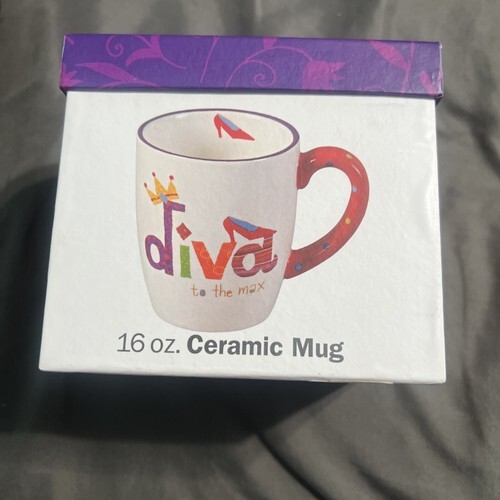 diva
to the max
16 oz. Ceramic Mug